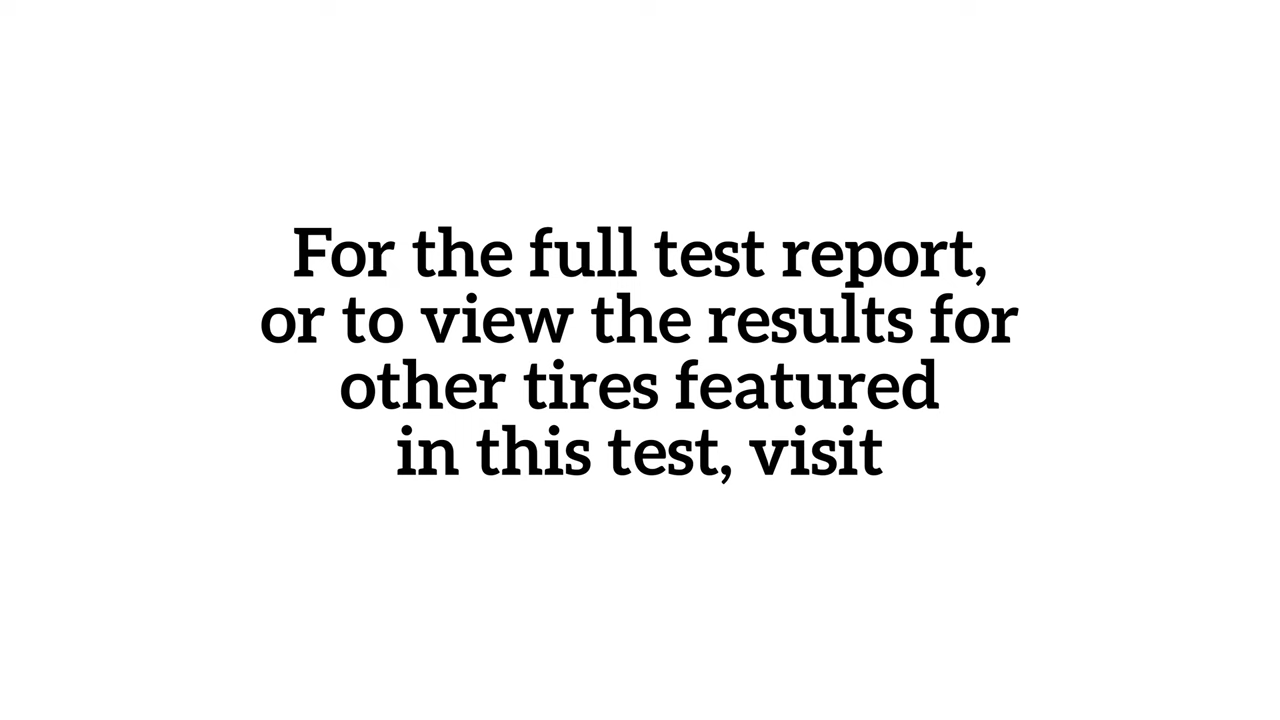 For the full test report,
or to view the results for
other tires featured
in this test, visit